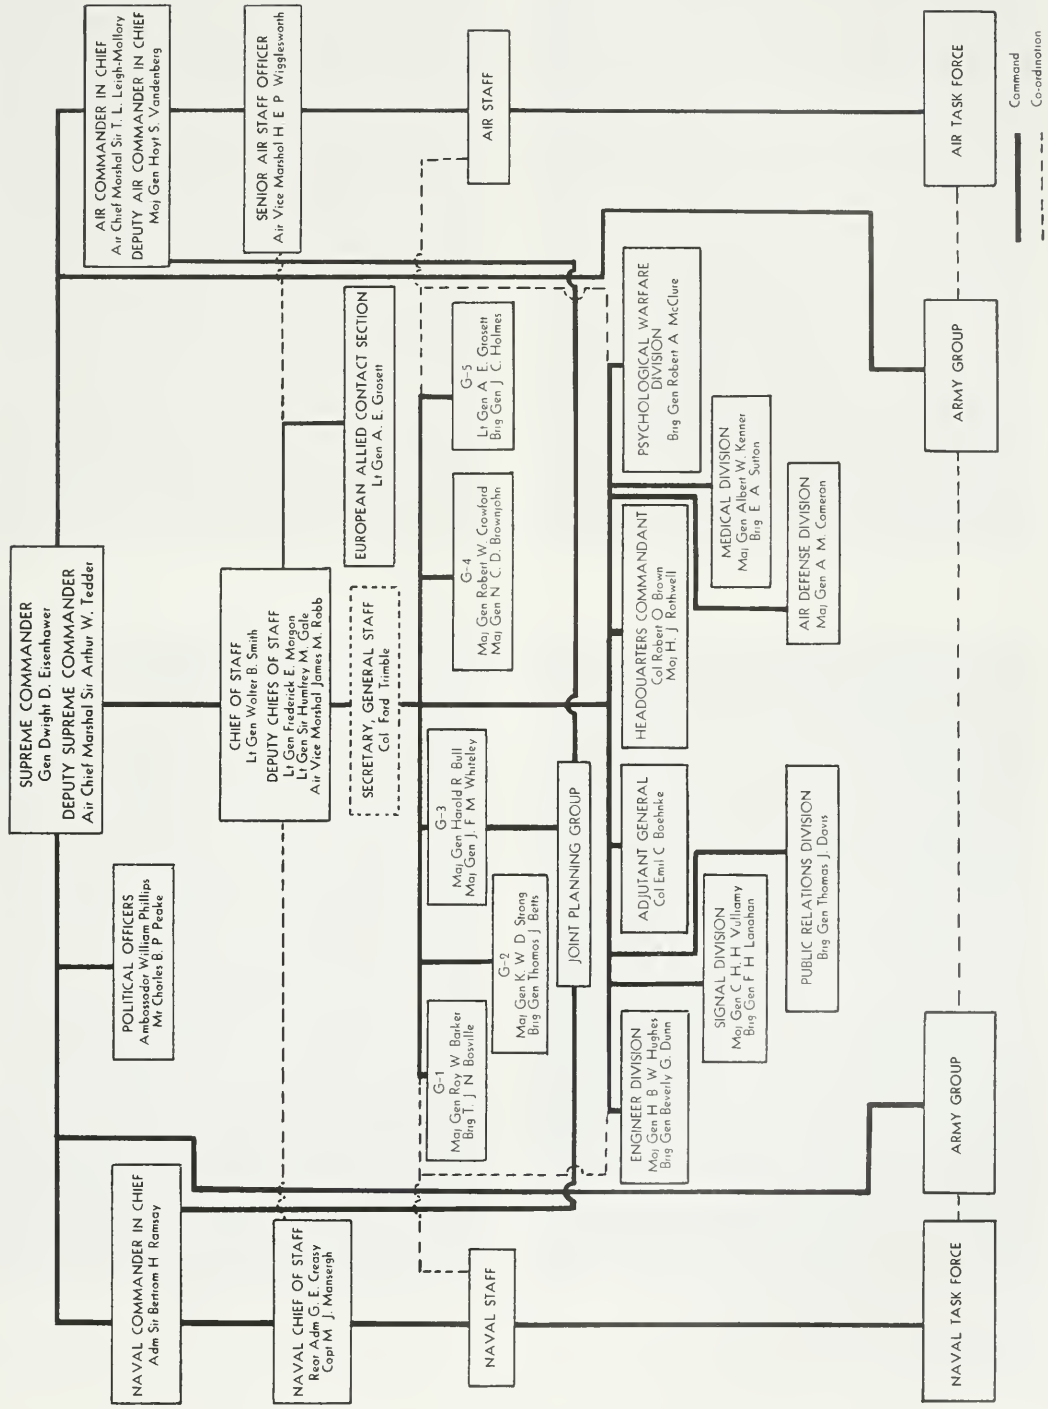 SUPREME COMMANDER
Gen Dwight D. Eisenhower
DEPUTY SUPREME COMMANDER
Air Chief Marshal Sir Arthur W. Tedder
POLITICAL OFFICERS
Ambassador William Phillips
Mr Charles B. P. Peake
NAVAL COMMANDER IN CHIEF
Adm Sir Bertram H Ramsay
AIR COMMANDER IN CHIEF
Air Chief Marshal Sir T. L. Leigh-Mallory
DEPUTY AIR COMMANDER IN CHIEF
Maj Gen Hoyt S. Vandenberg
NAVAL CHIEF OF STAFF
Rear Adm G. E. Creasy
Capt M J. Mansergh
CHIEF OF STAFF
Lt Gen Walter B. Smith
DEPUTY CHIEFS OF STAFF
Lt Gen Frederick E. Morgan
Lt Gen Sir Humfrey M. Gale
Air Vice Marshal James M. Robb
SENIOR AIR STAFF OFFICER
Air Vice Marshal H E P Wigglesworth
EUROPEAN ALLIED CONTACT SECTION
Lt Gen A. E. Grosett
SECRETARY, GENERAL STAFF
Col Ford Trimble
NAVAL STAFF
G-1
Maj Gen Roy W Barker
Brig T. J N Bosville
G-2
Maj Gen K. W D Strong
Brig Gen Thomas J Betts
G-3
Maj Gen Harold R Bull
Maj Gen J. F M Whiteley
G-4
Maj Gen Robert W. Crawford
Maj Gen N C. D. Brownjohn
G-5
Lt Gen A E. Grosett
Brig Gen J C. Holmes
AIR STAFF
JOINT PLANNING GROUP
ENGINEER DIVISION
Maj Gen H B W Hughes
Brig Gen Beverly G. Dunn
ADJUTANT GENERAL
Col Emil C Boehnke
HEADQUARTERS COMMANDANT
Col Robert O Brown
Maj H. J Rothwell
PSYCHOLOGICAL WARFARE
DIVISION
Brig Gen Robert A McClure
SIGNAL DIVISION
Maj Gen C H. H Vulliamy
Brig Gen F H Lanahan
MEDICAL DIVISION
Maj Gen Albert W. Kenner
Brig E A Sutton
PUBLIC RELATIONS DIVISION
Brig Gen Thomas J. Davis
AIR DEFENSE DIVISION
Maj Gen A M. Cameron
NAVAL TASK FORCE
ARMY GROUP
ARMY GROUP
AIR TASK FORCE
Command
Co-ordination